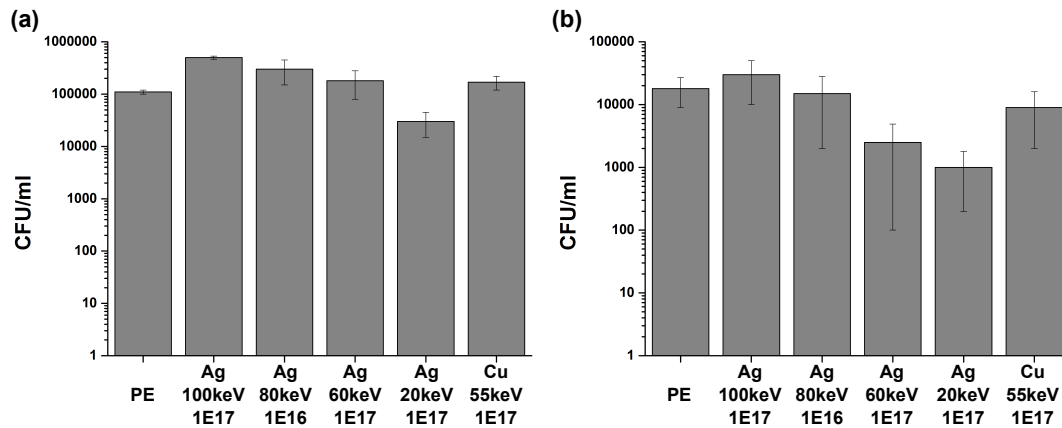 (a)
CFU/ml
1000000
100000
10000
1000
100
10
1
PE
Ag
100keV
1E17
Ag
80keV
1E16
Ag
60keV
1E17
Ag
20keV
1E17
Cu
55keV
1E17
(b)
CFU/ml
100000
10000
1000
100
10
1
PE
Ag
100keV
1E17
Ag
80keV
1E16
Ag
60keV
1E17
Ag
20keV
1E17
Cu
55keV
1E17